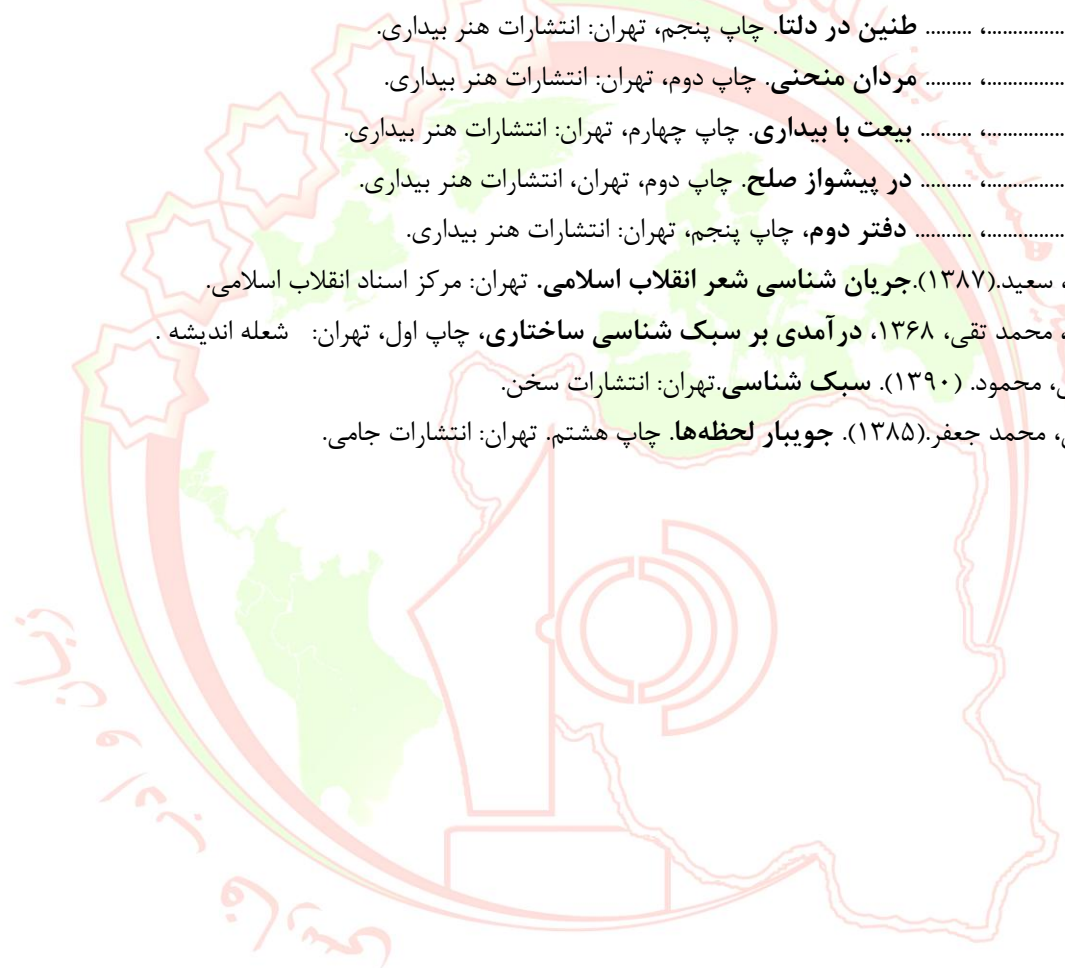 ...............، ......... طنین در دلتا. چاپ پنجم، تهران: انتشارات هنر بیداری.
...............، ......... مردان منحنی. چاپ دوم، تهران: انتشارات هنر بیداری.
...............، .......... بیعت با بیداری. چاپ چهارم، تهران: انتشارات هنر بیداری.
...............، .......... در پیشواز صلح. چاپ دوم، تهران، انتشارات هنر بیداری.
...............، ........... دفتر دوم، چاپ پنجم، تهران: انتشارات هنر بیداری.
، سعید.(۱۳۸۷).جریان شناسی شعر انقلاب اسلامی. تهران: مرکز اسناد انقلاب اسلامی.
، محمد تقی، ۱۳۶۸، درآمدی بر سبک شناسی ساختاری، چاپ اول، تهران: شعله اندیشه .
، محمود. (۱۳۹۰). سبک شناسی.تهران: انتشارات سخن.
، محمد جعفر.(۱۳۸۵). جویبار لحظه‌ها. چاپ هشتم. تهران: انتشارات جامی.